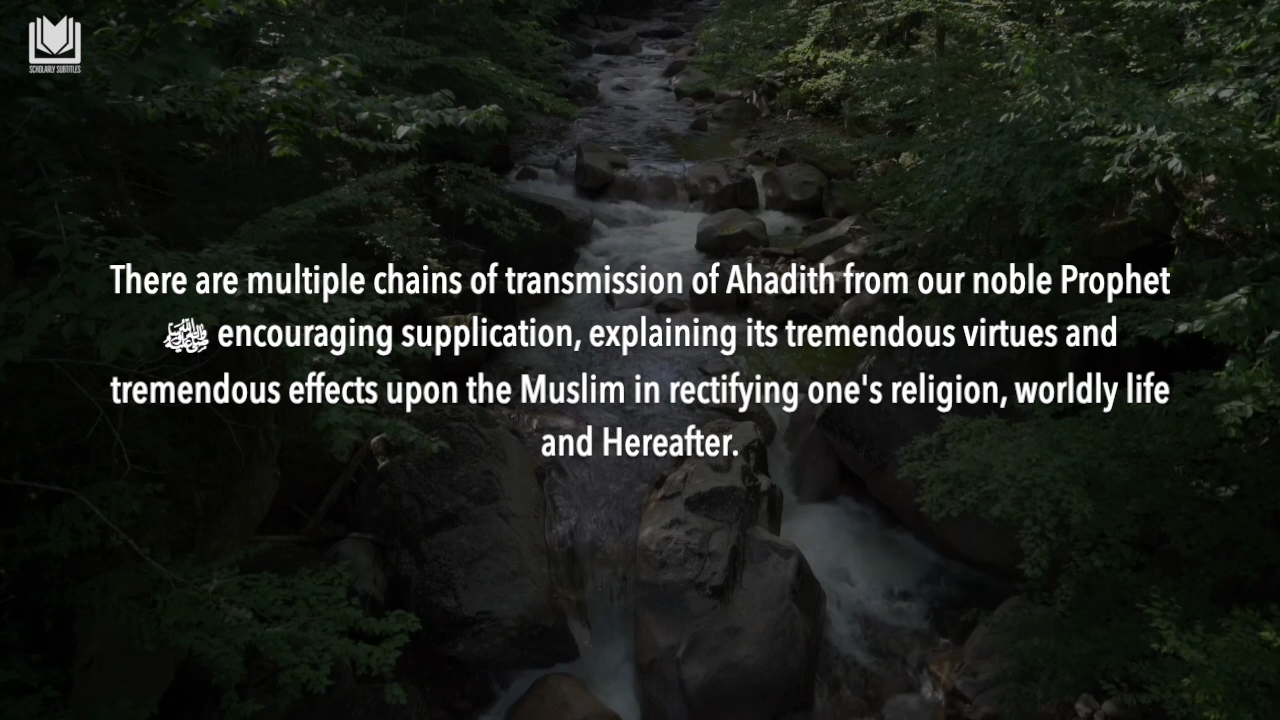 SCHOLARLY SUBTITLES
There are multiple chains of transmission of Ahadith from our noble Prophet
ﷺ encouraging supplication, explaining its tremendous virtues and
tremendous effects upon the Muslim in rectifying one's religion, worldly life
and Hereafter.